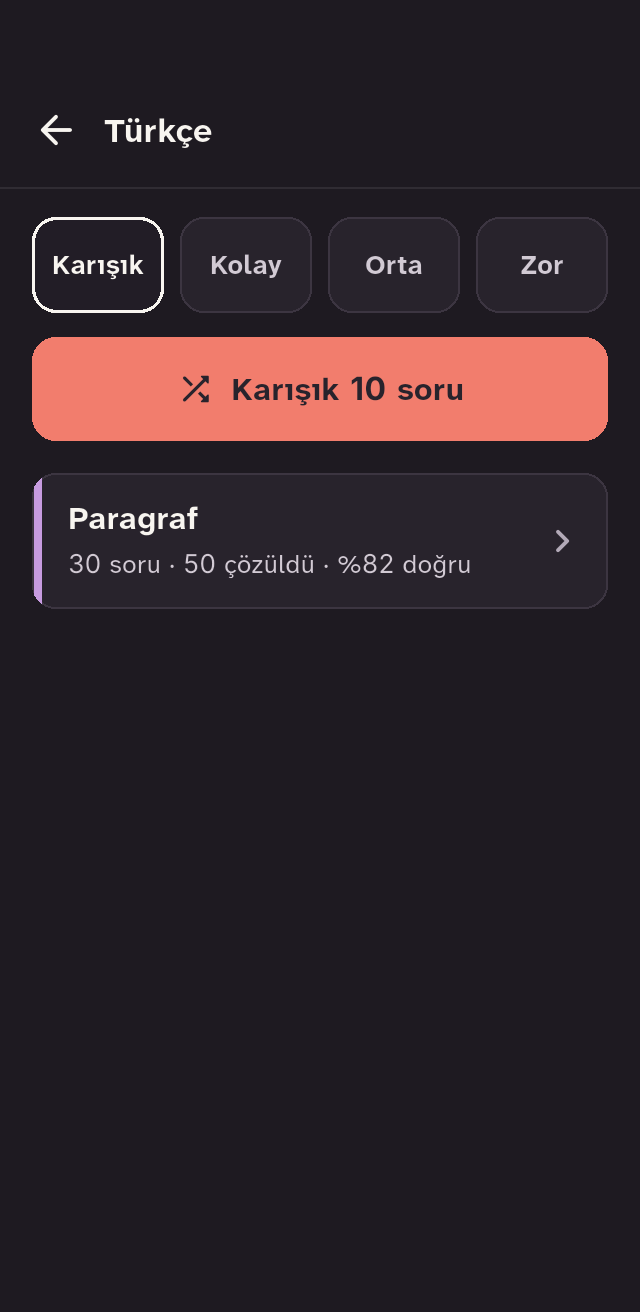 Türkçe
Karışık Kolay Orta Zor
Karışık 10 soru
Paragraf
30 soru · 50 çözüldü · %82 doğru